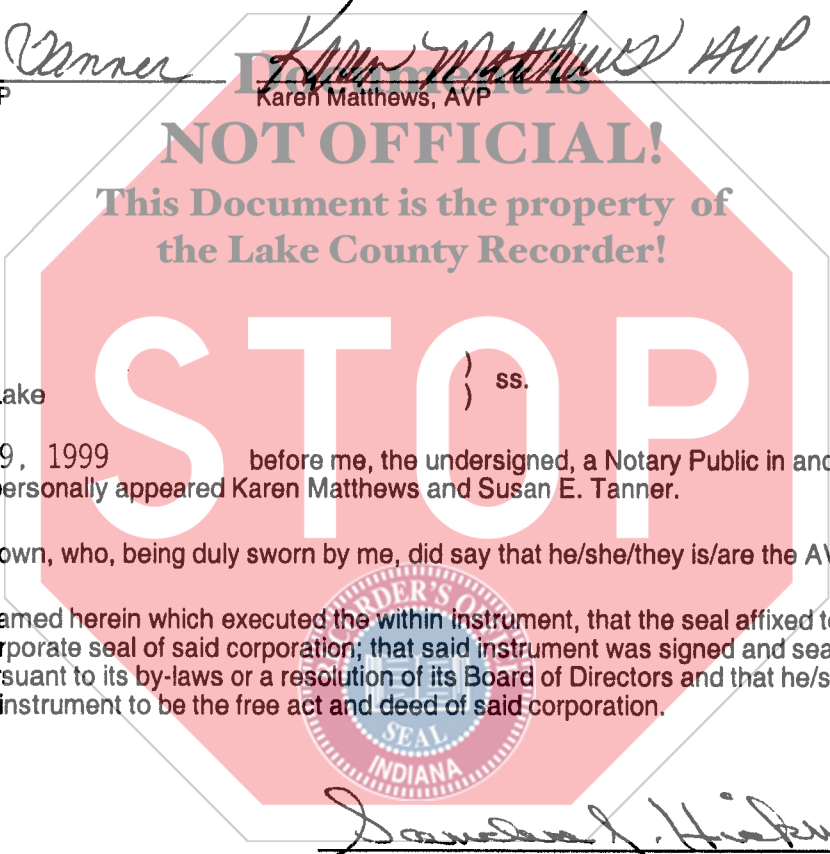 Tanner Karen Matthews AVP
P Karen Matthews, AVP
Document is
NOT OFFICIAL!
This Document is the property of
the Lake County Recorder!
STOP
) ss.
ake )
9, 1999 before me, the undersigned, a Notary Public in and
ersonally appeared Karen Matthews and Susan E. Tanner.
own, who, being duly sworn by me, did say that he/she/they is/are the AV
amed herein which executed the within instrument, that the seal affixed to
rporate seal of said corporation; that said instrument was signed and sea
rsuant to its by-laws or a resolution of its Board of Directors and that he/s
instrument to be the free act and deed of said corporation.
RECORDER'S OFFICE
SEAL
INDIANA